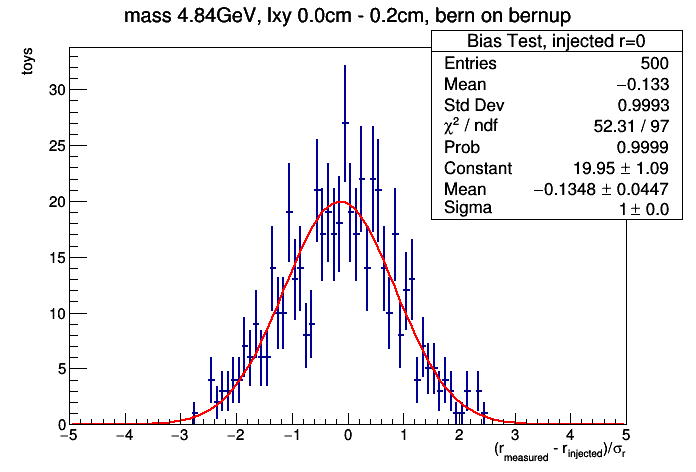 mass 4.84GeV, lxy 0.0cm - 0.2cm, bern on bernup
Bias Test, injected r=0
Entries 500
Mean −0.133
Std Dev 0.9993
χ² / ndf 52.31 / 97
Prob 0.9999
Constant 19.95 ± 1.09
Mean −0.1348 ± 0.0447
Sigma 1 ± 0.0
toys
30
25
20
15
10
5
0
−5 −4 −3 −2 −1 0 1 2 3 4 5
(r_measured - r_injected)/σ_r